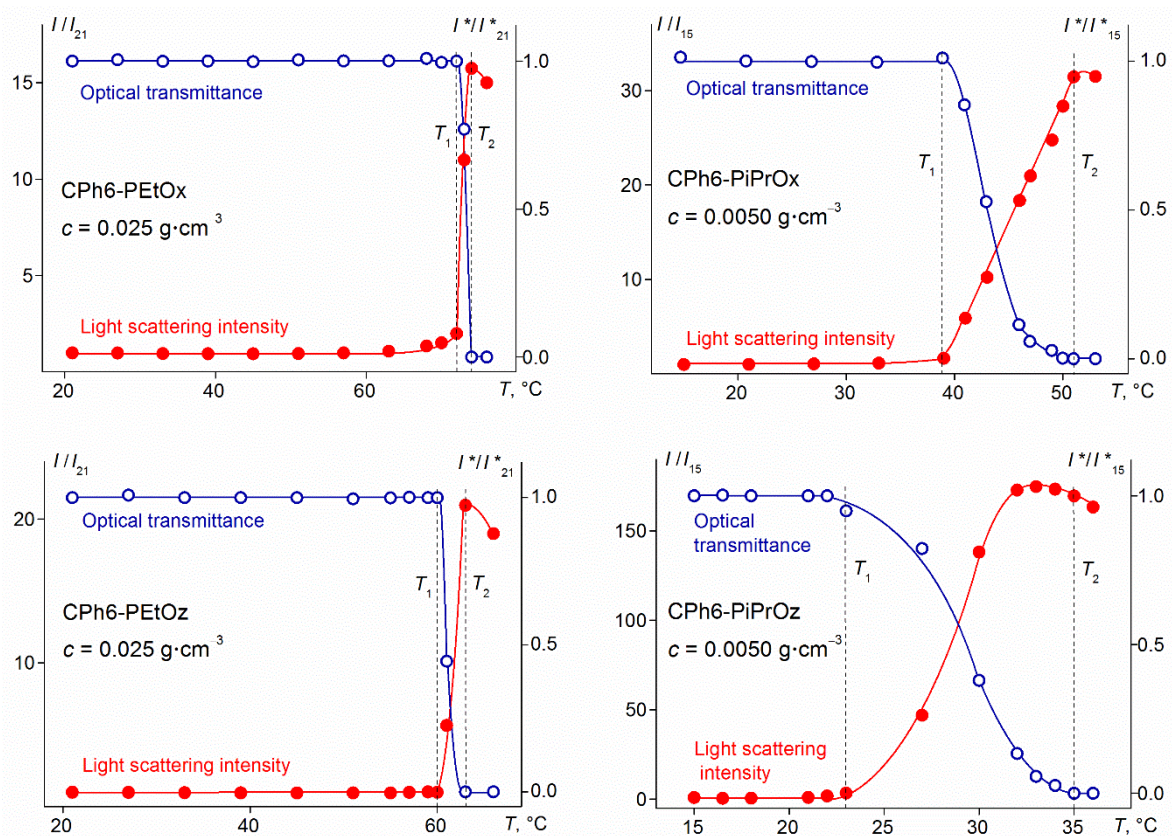 I/I21 I*/I*21
15 1.0
Optical transmittance
T1 T2
10
CPh6-PEtOx
c = 0.025 g·cm 3
0.5
5
Light scattering intensity
0.0
20 40 60 T, °C
I/I15 I*/I*15
1.0
30
Optical transmittance
T1 T2
20
CPh6-PiPrOx
c = 0.0050 g·cm−3
0.5
10
Light scattering intensity
0.0
20 30 40 50 T, °C
I/I21 I*/I*21
20 1.0
Optical transmittance
T1 T2
CPh6-PEtOz
c = 0.025 g·cm−3
0.5
10
Light scattering intensity
0.0
20 40 60 T, °C
I/I15 I*/I*15
1.0
150
Optical
transmittance
T1 T2
100
CPh6-PiPrOz
c = 0.0050 g·cm−3
0.5
50
Light scattering
intensity
0 0.0
15 20 25 30 35 T, °C